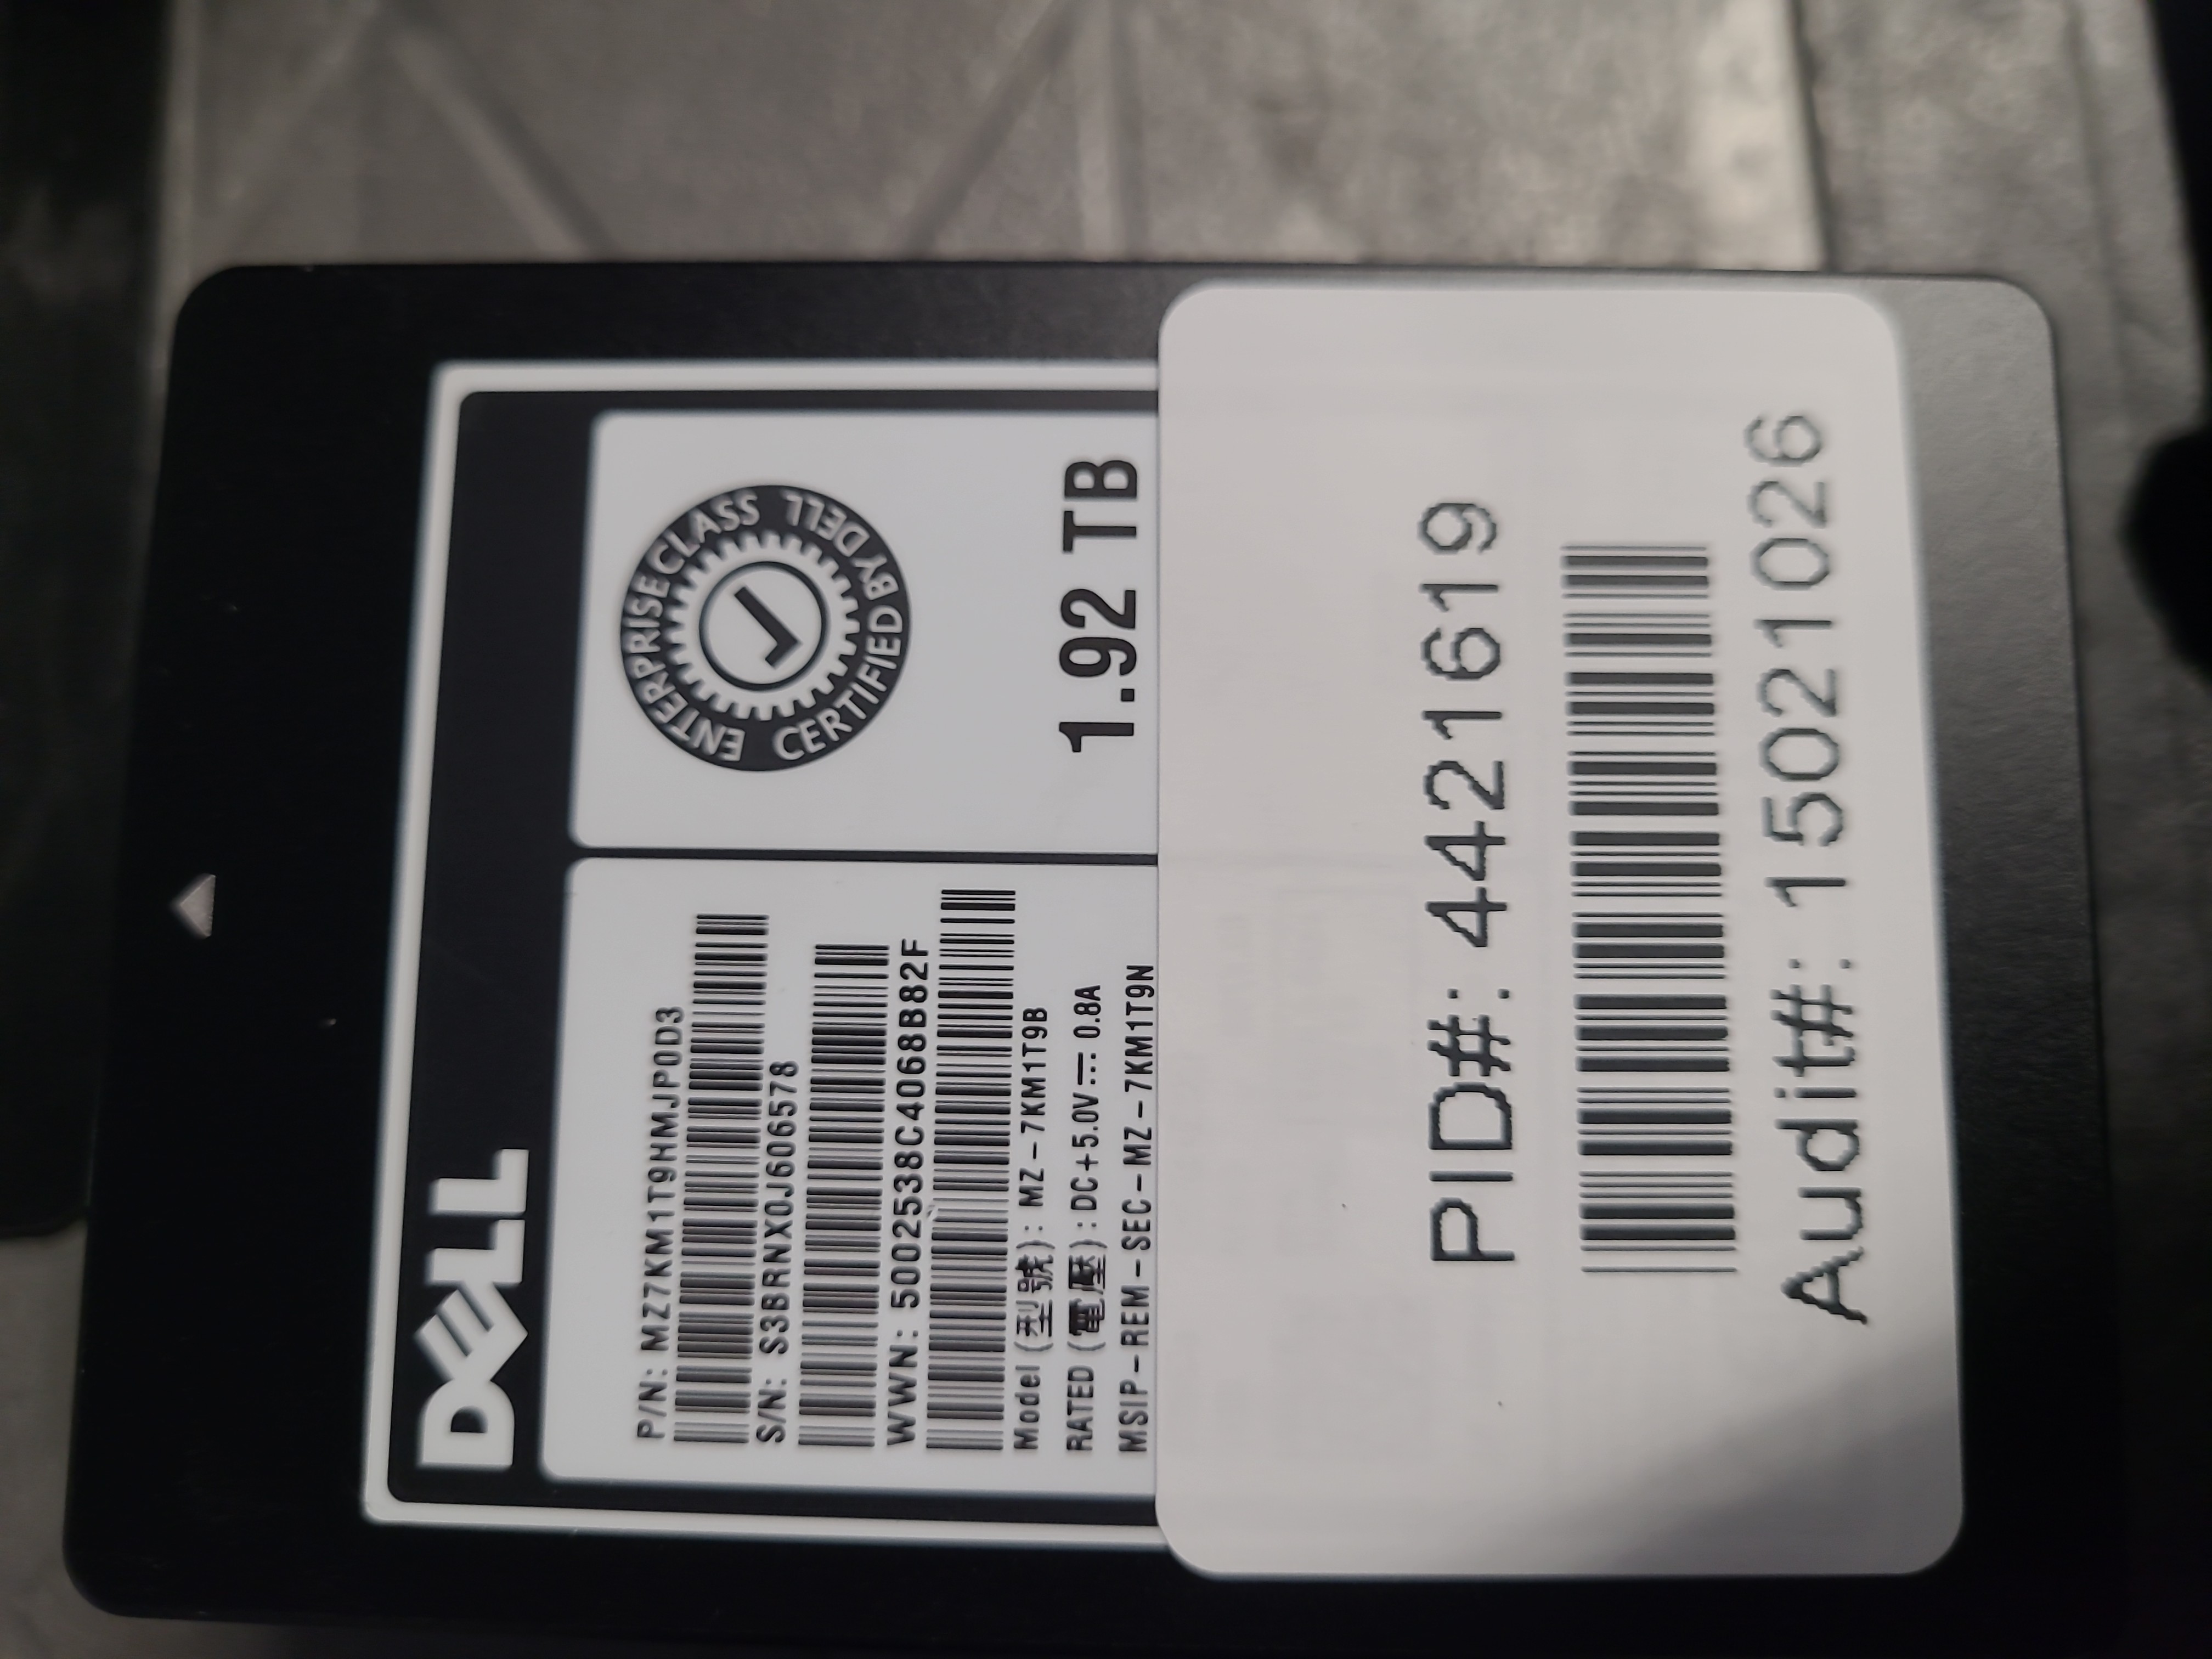 DELL
P/N: MZ7KM1T9HMJP0D3
S/N: S3BRNX0J606578
WWN: 5002538C4068B82F
Model (型號): MZ-7KM1T9B
RATED (電壓): DC+5.0V⎓ 0.8A
MSIP-REM-SEC-MZ-7KM1T9N
ENTERPRISE CLASS
CERTIFIED BY DELL
1.92 TB
PID#: 4421619
Audit#: 15021026